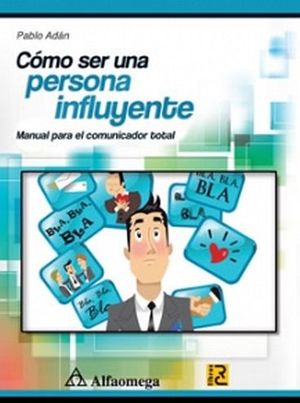 Pablo Adán
Cómo ser una
persona
influyente
Manual para el comunicador total
BLA, BLA,
BLA
BLA, BLA,
BLA
Bla, Bla,
Bla
Alfaomega